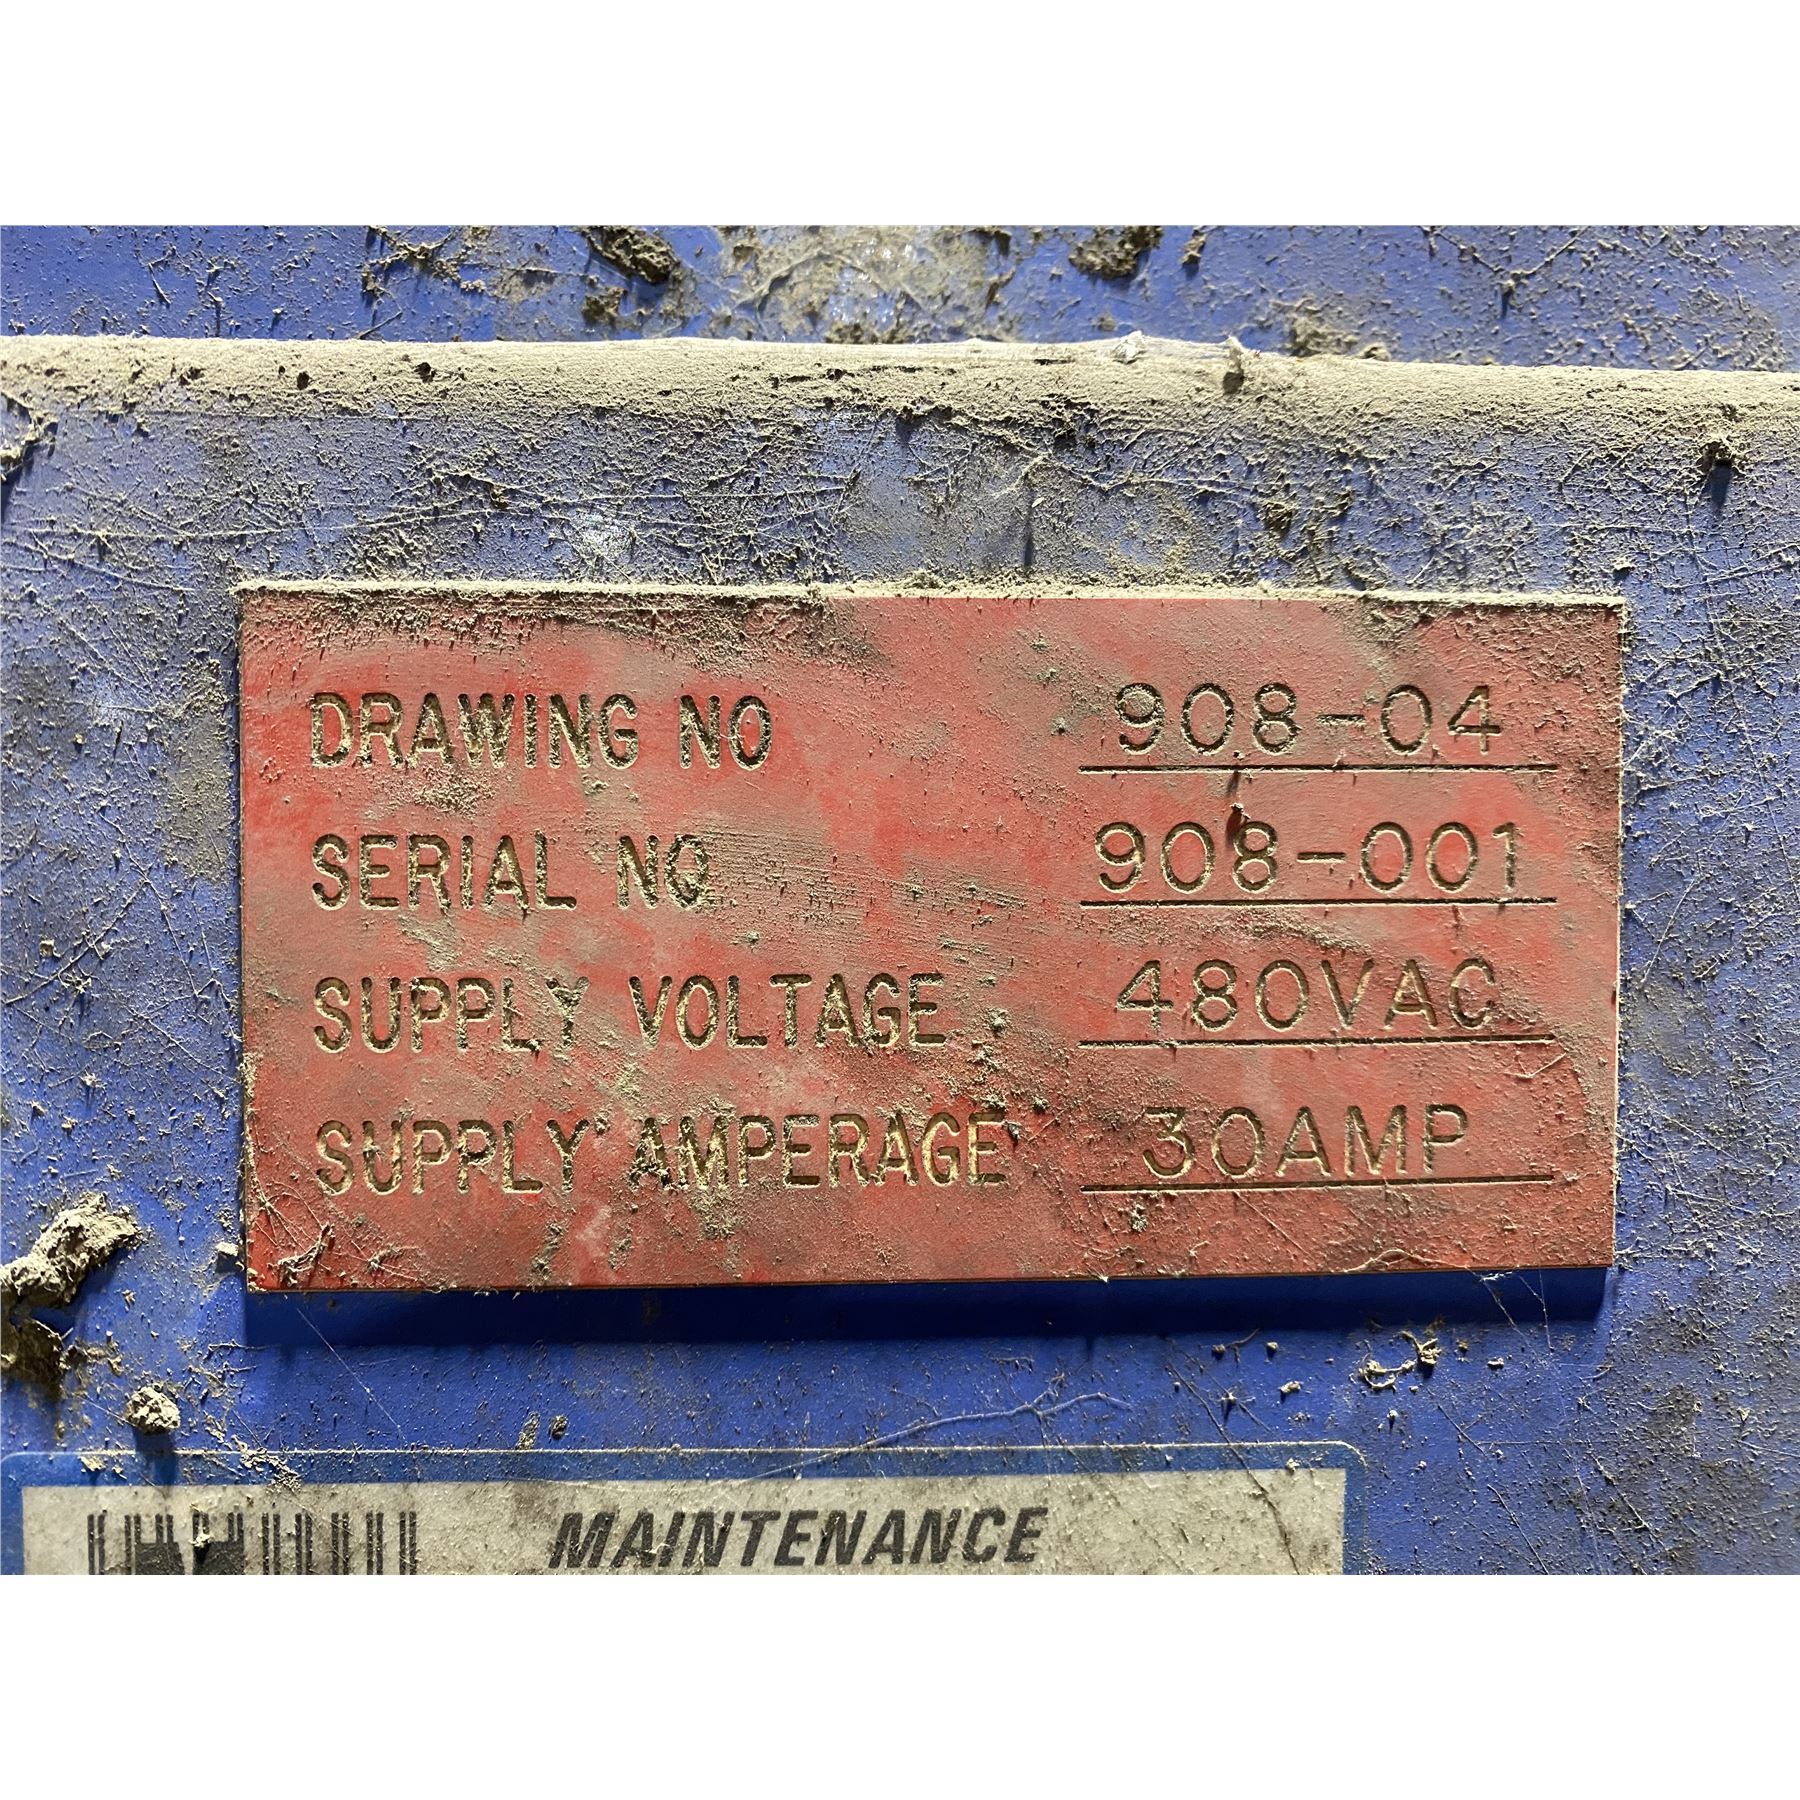 DRAWING NO 908-04
SERIAL NO 908-001
SUPPLY VOLTAGE 480VAC
SUPPLY AMPERAGE 30AMP
MAINTENANCE